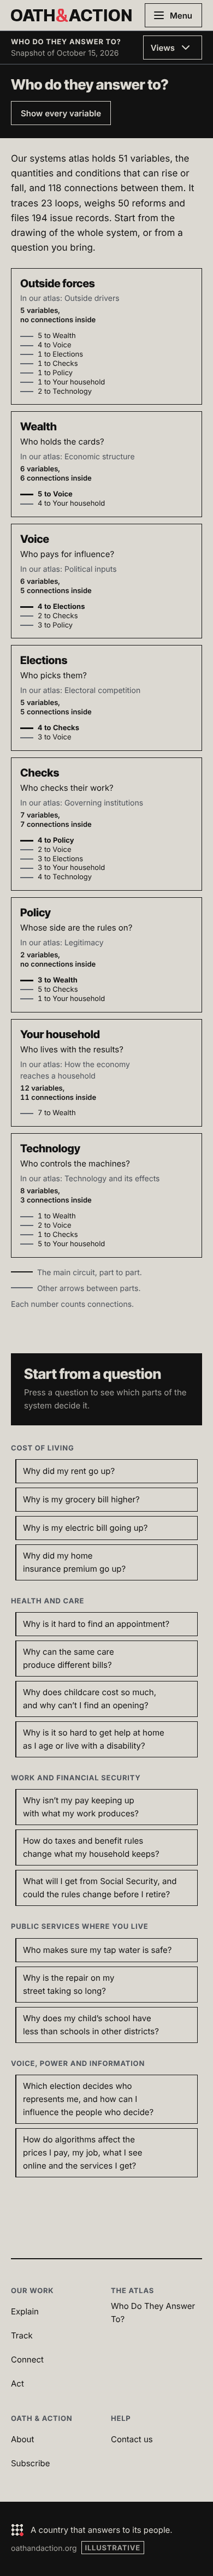 OATH&ACTION
Menu
WHO DO THEY ANSWER TO?
Snapshot of October 15, 2026
Views
Who do they answer to?
Show every variable
Our systems atlas holds 51 variables, the
quantities and conditions that can rise or
fall, and 118 connections between them. It
traces 23 loops, weighs 50 reforms and
files 194 issue records. Start from the
drawing of the whole system, or from a
question you bring.
Outside forces
In our atlas: Outside drivers
5 variables,
no connections inside
5 to Wealth
4 to Voice
1 to Elections
1 to Checks
1 to Policy
1 to Your household
2 to Technology
Wealth
Who holds the cards?
In our atlas: Economic structure
6 variables,
6 connections inside
5 to Voice
4 to Your household
Voice
Who pays for influence?
In our atlas: Political inputs
6 variables,
5 connections inside
4 to Elections
2 to Checks
3 to Policy
Elections
Who picks them?
In our atlas: Electoral competition
5 variables,
5 connections inside
4 to Checks
3 to Voice
Checks
Who checks their work?
In our atlas: Governing institutions
7 variables,
7 connections inside
4 to Policy
2 to Voice
3 to Elections
3 to Your household
4 to Technology
Policy
Whose side are the rules on?
In our atlas: Legitimacy
2 variables,
no connections inside
3 to Wealth
5 to Checks
1 to Your household
Your household
Who lives with the results?
In our atlas: How the economy
reaches a household
12 variables,
11 connections inside
7 to Wealth
Technology
Who controls the machines?
In our atlas: Technology and its effects
8 variables,
3 connections inside
1 to Wealth
2 to Voice
1 to Checks
5 to Your household
The main circuit, part to part.
Other arrows between parts.
Each number counts connections.
Start from a question
Press a question to see which parts of the
system decide it.
COST OF LIVING
Why did my rent go up?
Why is my grocery bill higher?
Why is my electric bill going up?
Why did my home
insurance premium go up?
HEALTH AND CARE
Why is it hard to find an appointment?
Why can the same care
produce different bills?
Why does childcare cost so much,
and why can't I find an opening?
Why is it so hard to get help at home
as I age or live with a disability?
WORK AND FINANCIAL SECURITY
Why isn't my pay keeping up
with what my work produces?
How do taxes and benefit rules
change what my household keeps?
What will I get from Social Security, and
could the rules change before I retire?
PUBLIC SERVICES WHERE YOU LIVE
Who makes sure my tap water is safe?
Why is the repair on my
street taking so long?
Why does my child's school have
less than schools in other districts?
VOICE, POWER AND INFORMATION
Which election decides who
represents me, and how can I
influence the people who decide?
How do algorithms affect the
prices I pay, my job, what I see
online and the services I get?
OUR WORK
Explain
Track
Connect
Act
THE ATLAS
Who Do They Answer
To?
OATH & ACTION
About
Subscribe
HELP
Contact us
A country that answers to its people.
oathandaction.org
ILLUSTRATIVE